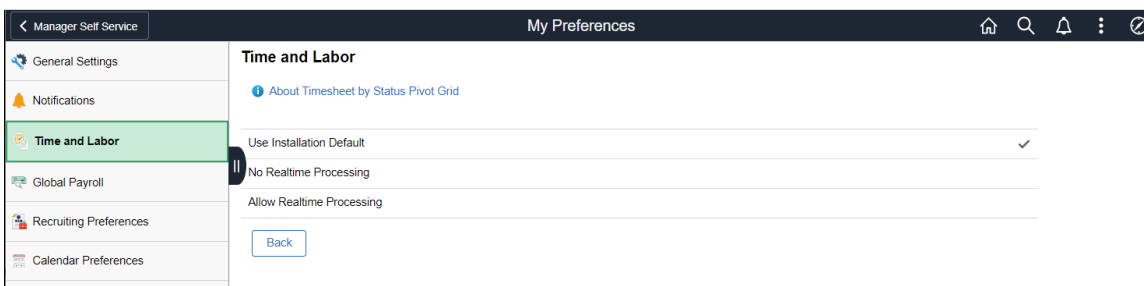 Manager Self Service
My Preferences
General Settings
Notifications
Time and Labor
Global Payroll
Recruiting Preferences
Calendar Preferences
Time and Labor
About Timesheet by Status Pivot Grid
Use Installation Default
No Realtime Processing
Allow Realtime Processing
Back